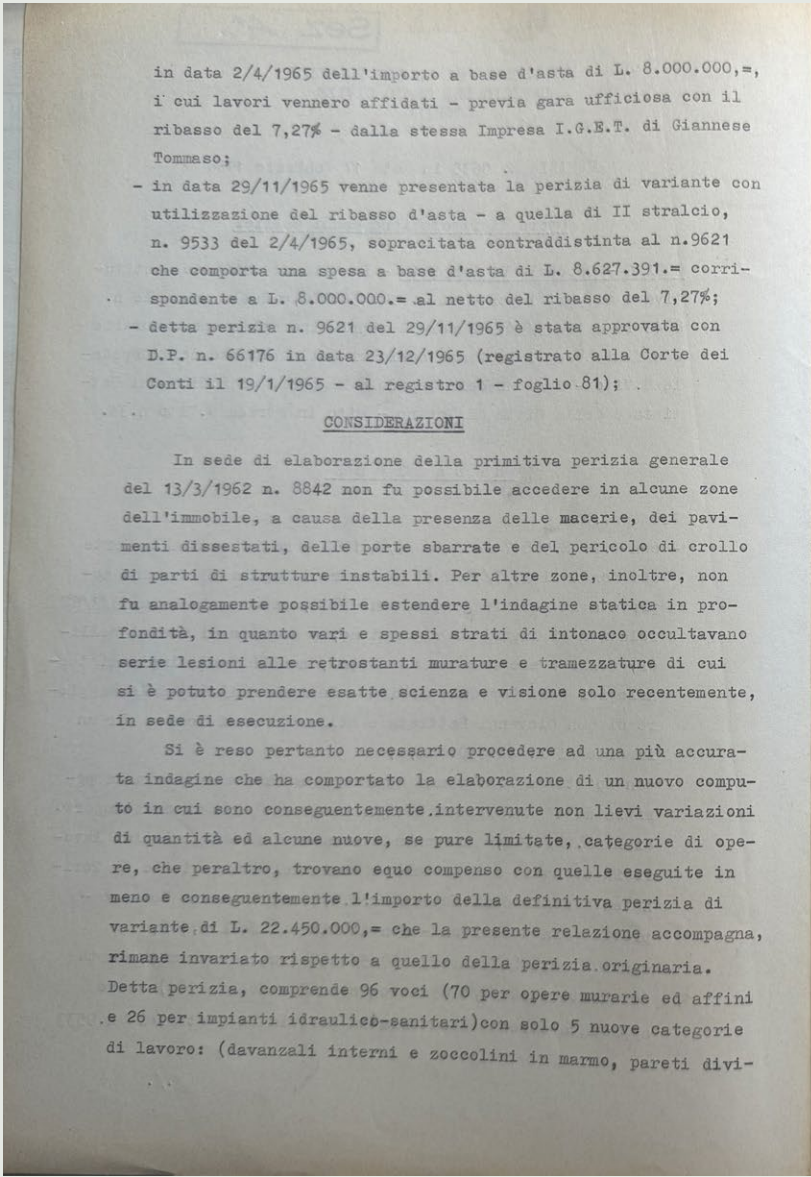 in data 2/4/1965 dell'importo a base d'asta di L. 8.000.000,=,
i cui lavori vennero affidati - previa gara ufficiosa con il
ribasso del 7,27% - dalla stessa Impresa I.G.E.T. di Giannese
Tommaso;
- in data 29/11/1965 venne presentata la perizia di variante con
utilizzazione del ribasso d'asta - a quella di II stralcio,
n. 9533 del 2/4/1965, sopracitata contraddistinta al n.9621
che comporta una spesa a base d'asta di L. 8.627.391.= corri-
spondente a L. 8.000.000.= al netto del ribasso del 7,27%;
- detta perizia n. 9621 del 29/11/1965 è stata approvata con
D.P. n. 66176 in data 23/12/1965 (registrato alla Corte dei
Conti il 19/1/1965 - al registro 1 - foglio 81);
CONSIDERAZIONI
In sede di elaborazione della primitiva perizia generale
del 13/3/1962 n. 8842 non fu possibile accedere in alcune zone
dell'immobile, a causa della presenza delle macerie, dei pavi-
menti dissestati, delle porte sbarrate e del pericolo di crollo
di parti di strutture instabili. Per altre zone, inoltre, non
fu analogamente possibile estendere l'indagine statica in pro-
fondità, in quanto vari e spessi strati di intonaco occultavano
serie lesioni alle retrostanti murature e tramezzature di cui
si è potuto prendere esatte scienza e visione solo recentemente,
in sede di esecuzione.
Si è reso pertanto necessario procedere ad una più accura-
ta indagine che ha comportato la elaborazione di un nuovo compu-
to in cui sono conseguentemente intervenute non lievi variazioni
di quantità ed alcune nuove, se pure limitate, categorie di ope-
re, che peraltro, trovano equo compenso con quelle eseguite in
meno e conseguentemente l'importo della definitiva perizia di
variante di L. 22.450.000,= che la presente relazione accompagna,
rimane invariato rispetto a quello della perizia originaria.
Detta perizia, comprende 96 voci (70 per opere murarie ed affini
e 26 per impianti idraulico-sanitari)con solo 5 nuove categorie
di lavoro: (davanzali interni e zoccolini in marmo, pareti divi-